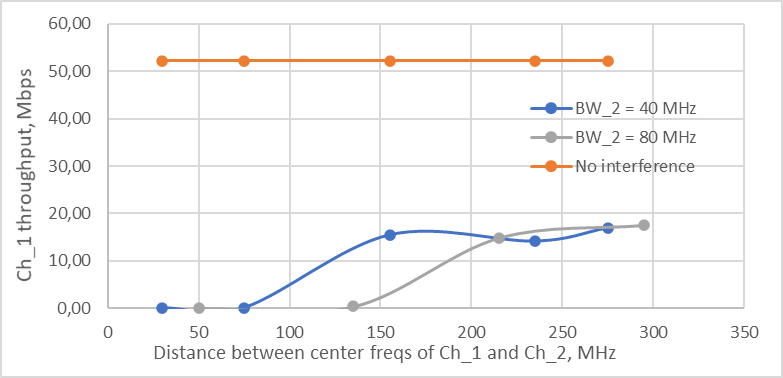 60,00
50,00
40,00
30,00
20,00
10,00
0,00
Ch_1 throughput, Mbps
BW_2 = 40 MHz
BW_2 = 80 MHz
No interference
0 50 100 150 200 250 300 350
Distance between center freqs of Ch_1 and Ch_2, MHz